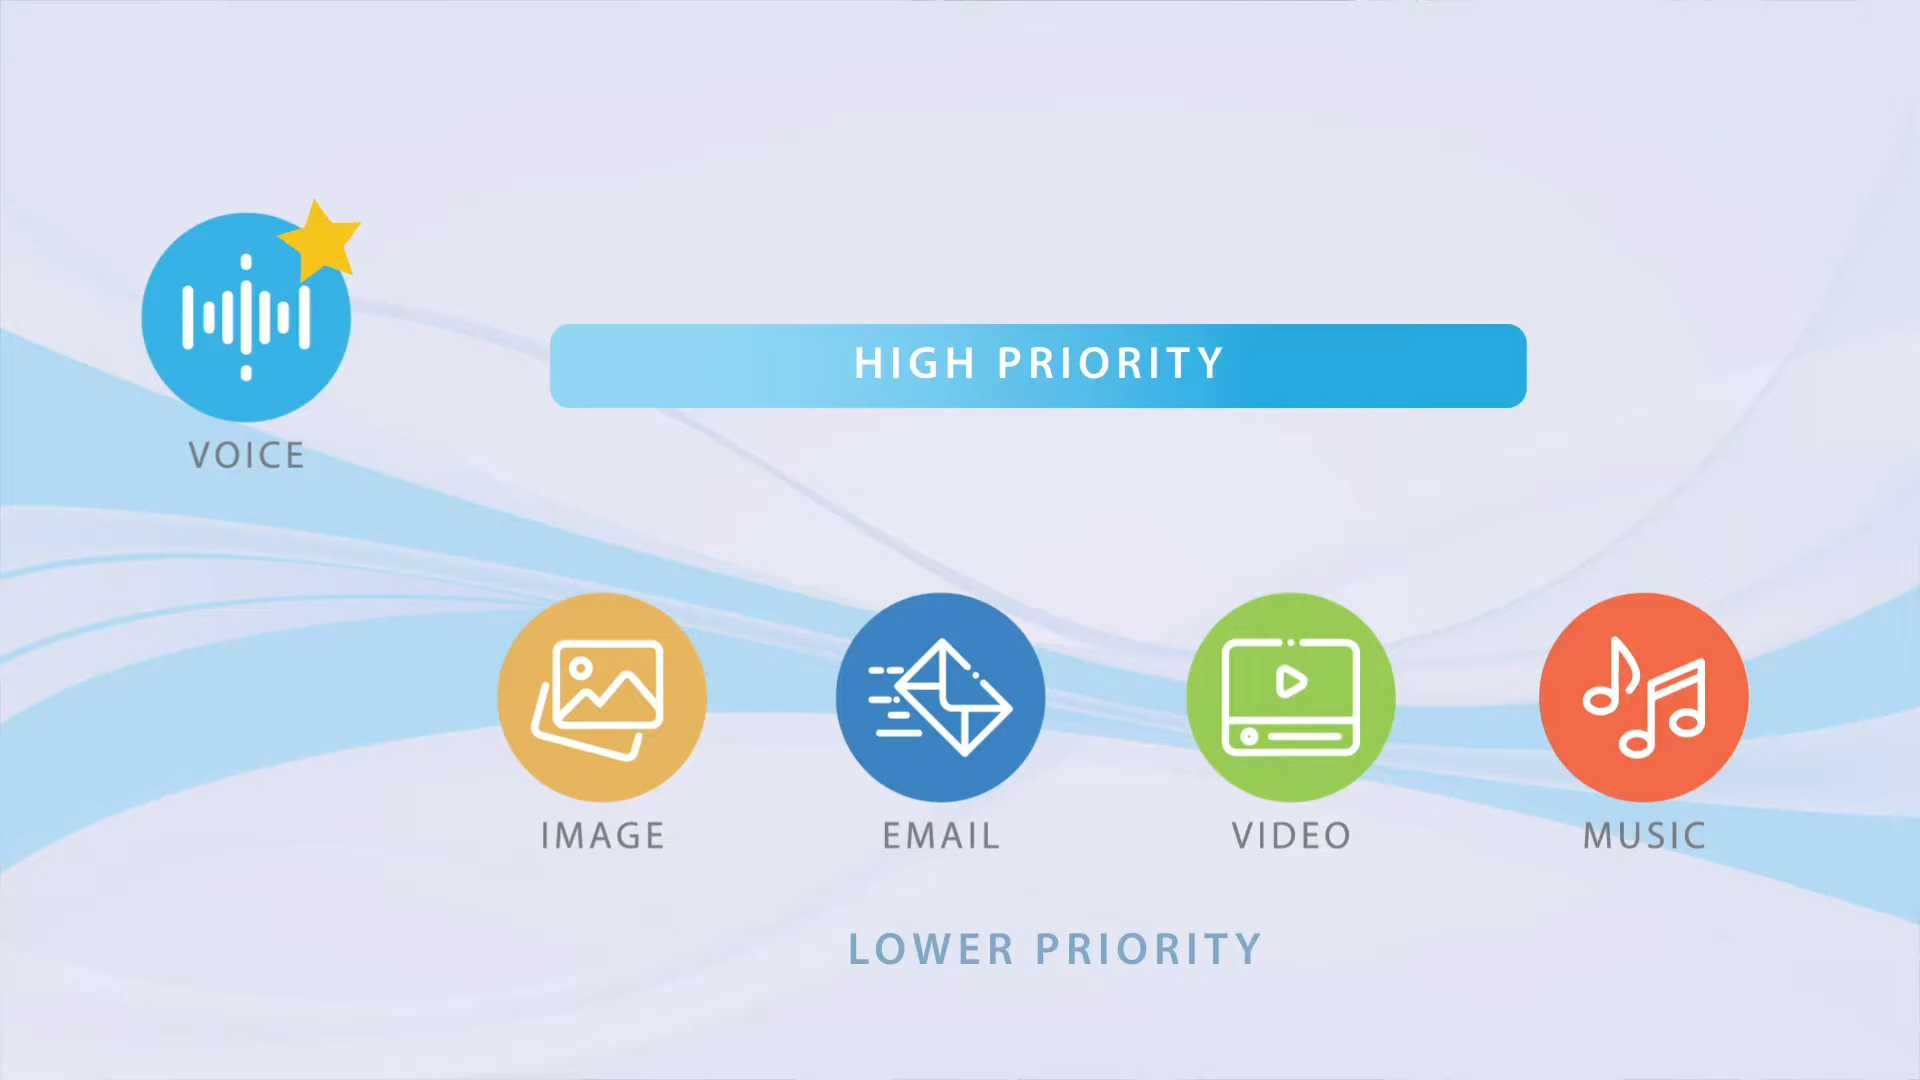 HIGH PRIORITY
VOICE
IMAGE
EMAIL
VIDEO
MUSIC
LOWER PRIORITY